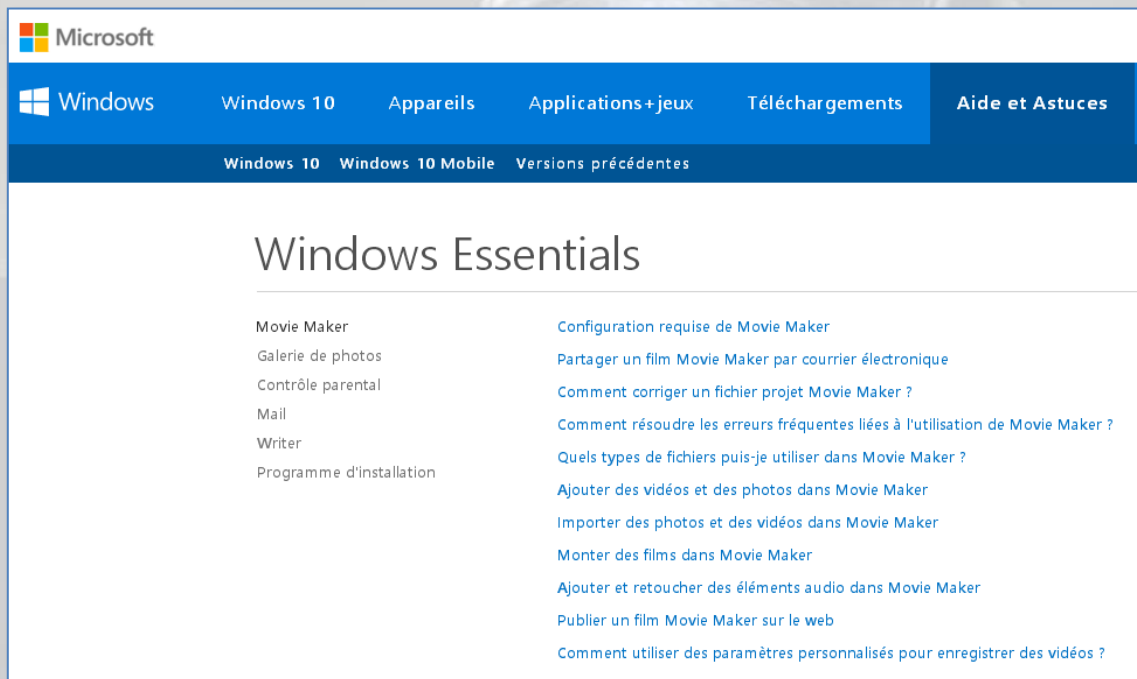 Microsoft
Windows
Windows 10 Appareils Applications+jeux Téléchargements Aide et Astuces
Windows 10 Windows 10 Mobile Versions précédentes
Windows Essentials
Movie Maker
Galerie de photos
Contrôle parental
Mail
Writer
Programme d'installation
Configuration requise de Movie Maker
Partager un film Movie Maker par courrier électronique
Comment corriger un fichier projet Movie Maker ?
Comment résoudre les erreurs fréquentes liées à l'utilisation de Movie Maker ?
Quels types de fichiers puis-je utiliser dans Movie Maker ?
Ajouter des vidéos et des photos dans Movie Maker
Importer des photos et des vidéos dans Movie Maker
Monter des films dans Movie Maker
Ajouter et retoucher des éléments audio dans Movie Maker
Publier un film Movie Maker sur le web
Comment utiliser des paramètres personnalisés pour enregistrer des vidéos ?